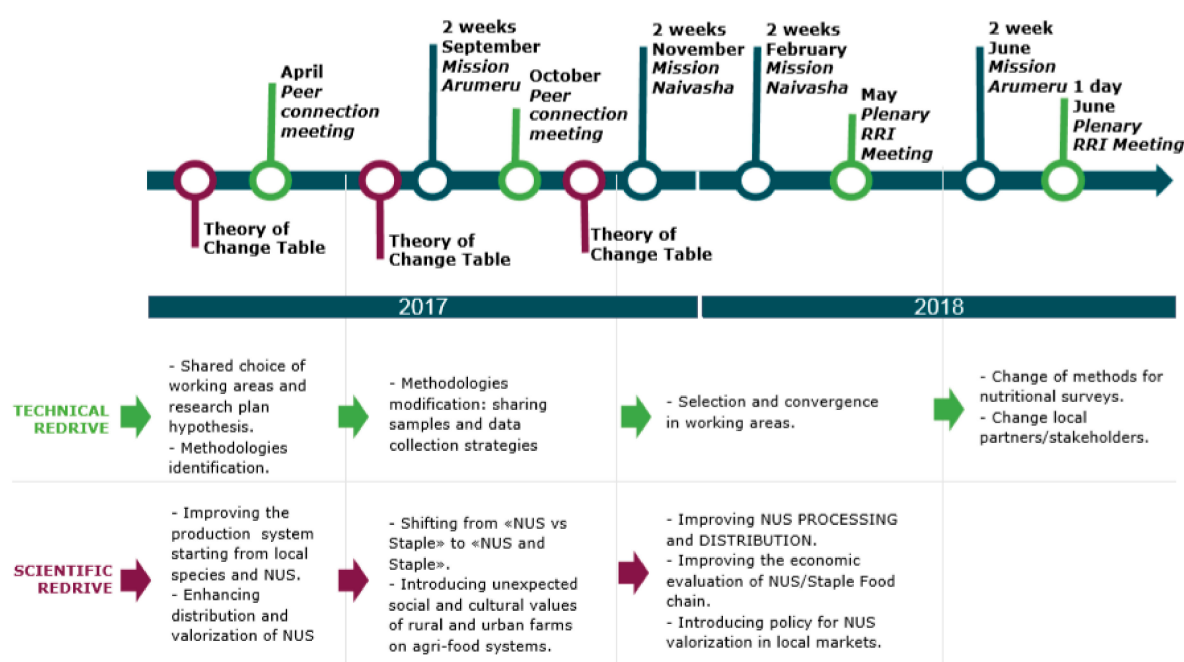 April
Peer
connection
meeting
2 weeks
September
Mission
Arumeru
October
Peer
connection
meeting
2 weeks
November
Mission
Naivasha
2 weeks
February
Mission
Naivasha
May
Plenary
RRI
Meeting
2 week
June
Mission
Arumeru
1 day
June
Plenary
RRI Meeting
Theory of
Change Table
Theory of
Change Table
Theory of
Change Table
2017
2018
TECHNICAL
REDRIVE
- Shared choice of
working areas and
research plan
hypothesis.
- Methodologies
identification.
- Methodologies
modification: sharing
samples and data
collection strategies
- Selection and convergence
in working areas.
- Change of methods for
nutritional surveys.
- Change local
partners/stakeholders.
SCIENTIFIC
REDRIVE
- Improving the
production system
starting from local
species and NUS.
- Enhancing
distribution and
valorization of NUS
- Shifting from «NUS vs
Staple» to «NUS and
Staple».
- Introducing unexpected
social and cultural values
of rural and urban farms
on agri-food systems.
- Improving NUS PROCESSING
and DISTRIBUTION.
- Improving the economic
evaluation of NUS/Staple Food
chain.
- Introducing policy for NUS
valorization in local markets.